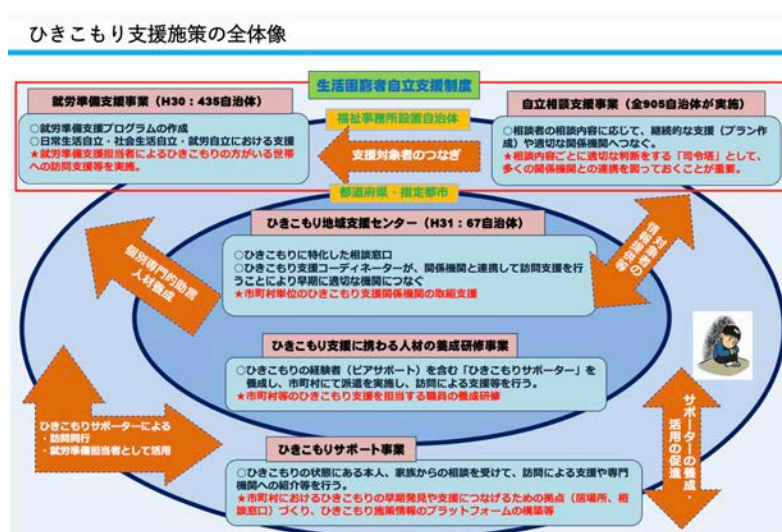 ひきこもり支援施策の全体像
生活困窮者自立支援制度
就労準備支援事業（H30：435自治体）
○就労準備支援プログラムの作成
○日常生活自立・社会生活自立・就労自立における支援
★就労準備支援担当者によるひきこもりの方がいる世帯
への訪問支援等を実施。
福祉事務所設置自治体
支援対象者のつなぎ
自立相談支援事業（全905自治体が実施）
○相談者の相談内容に応じて、継続的な支援（プラン作
成）や適切な関係機関へつなぐ。
★相談内容ごとに適切な判断をする「司令塔」として、
多くの関係機関との連携を図っておくことが重要。
都道府県・指定都市
ひきこもり地域支援センター（H31：67自治体）
○ひきこもりに特化した相談窓口
○ひきこもり支援コーディネーターが、関係機関と連携して訪問支援を行
うことにより早期に適切な機関につなぐ
★市町村単位のひきこもり支援関係機関の取組支援
個別専門的助言
人材養成
対象者の
情報提供等
ひきこもり支援に携わる人材の養成研修事業
○ひきこもりの経験者（ピアサポート）を含む「ひきこもりサポーター」を
養成し、市町村にて派遣を実施し、訪問による支援等を行う。
★市町村等のひきこもり支援を担当する職員の養成研修
ひきこもりサポーターによる
・訪問同行
・就労準備担当者として活用
サポーターの養成・
活用の促進
ひきこもりサポート事業
○ひきこもりの状態にある本人、家族からの相談を受けて、訪問による支援や専門
機関への紹介等を行う。
★市町村におけるひきこもりの早期発見や支援につなげるための拠点（居場所、相
談窓口）づくり、ひきこもり施策情報のプラットフォームの構築等